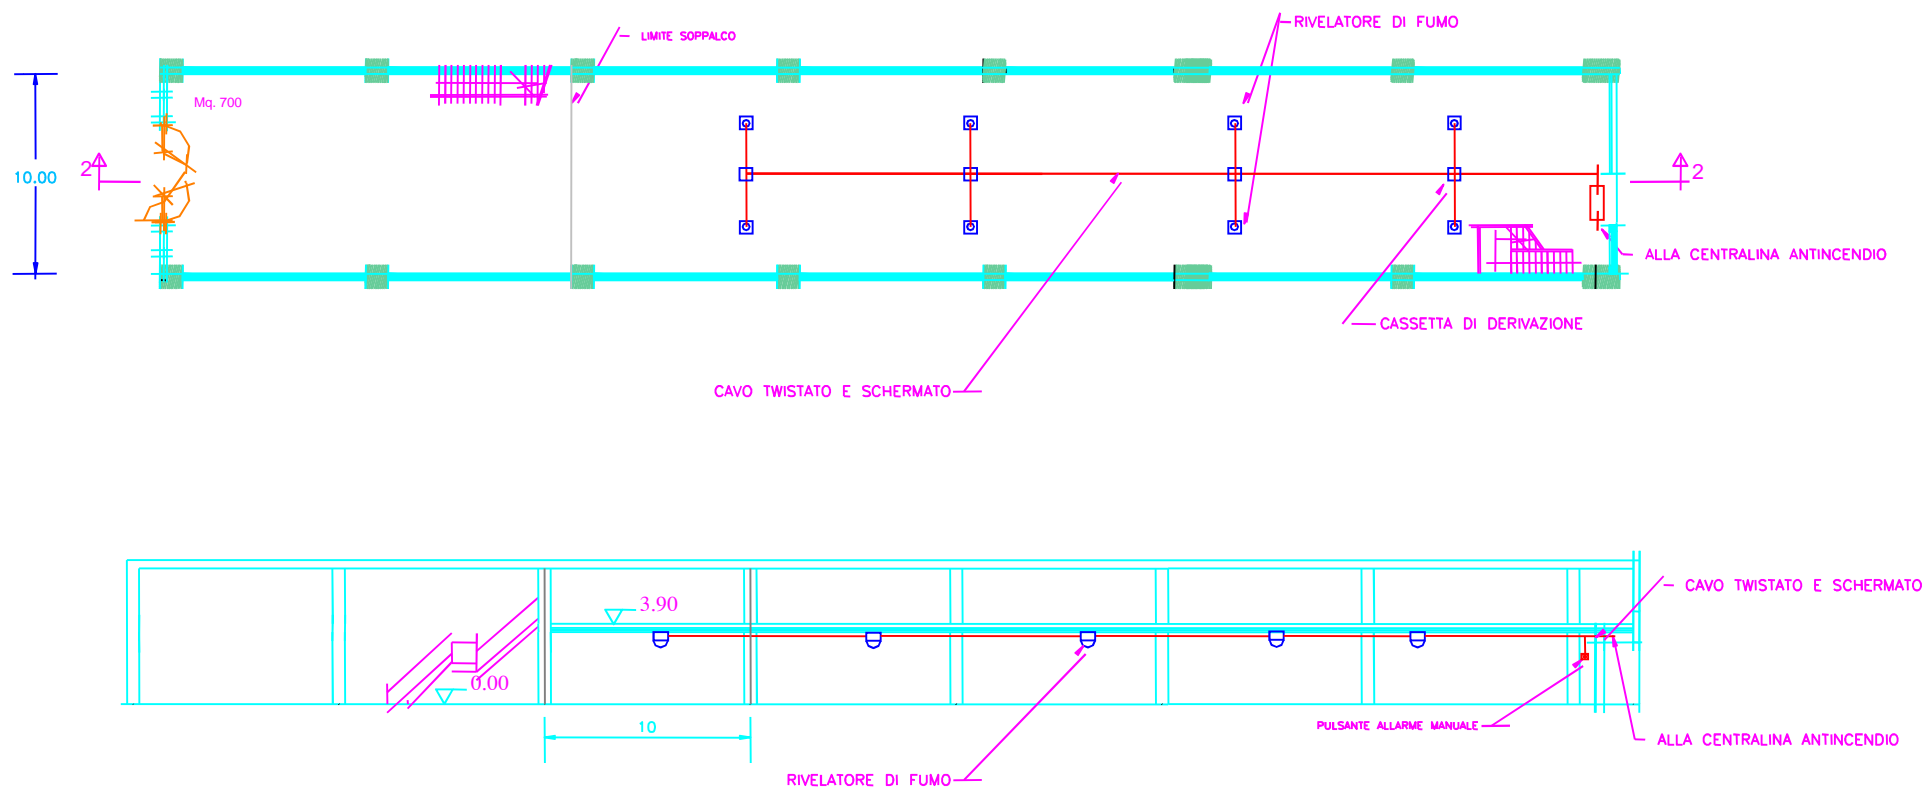 RIVELATORE DI FUMO
LIMITE SOPPALCO
Mq. 700
2
2
10.00
ALLA CENTRALINA ANTINCENDIO
CASSETTA DI DERIVAZIONE
CAVO TWISTATO E SCHERMATO
CAVO TWISTATO E SCHERMATO
3.90
0.00
10
PULSANTE ALLARME MANUALE
ALLA CENTRALINA ANTINCENDIO
RIVELATORE DI FUMO